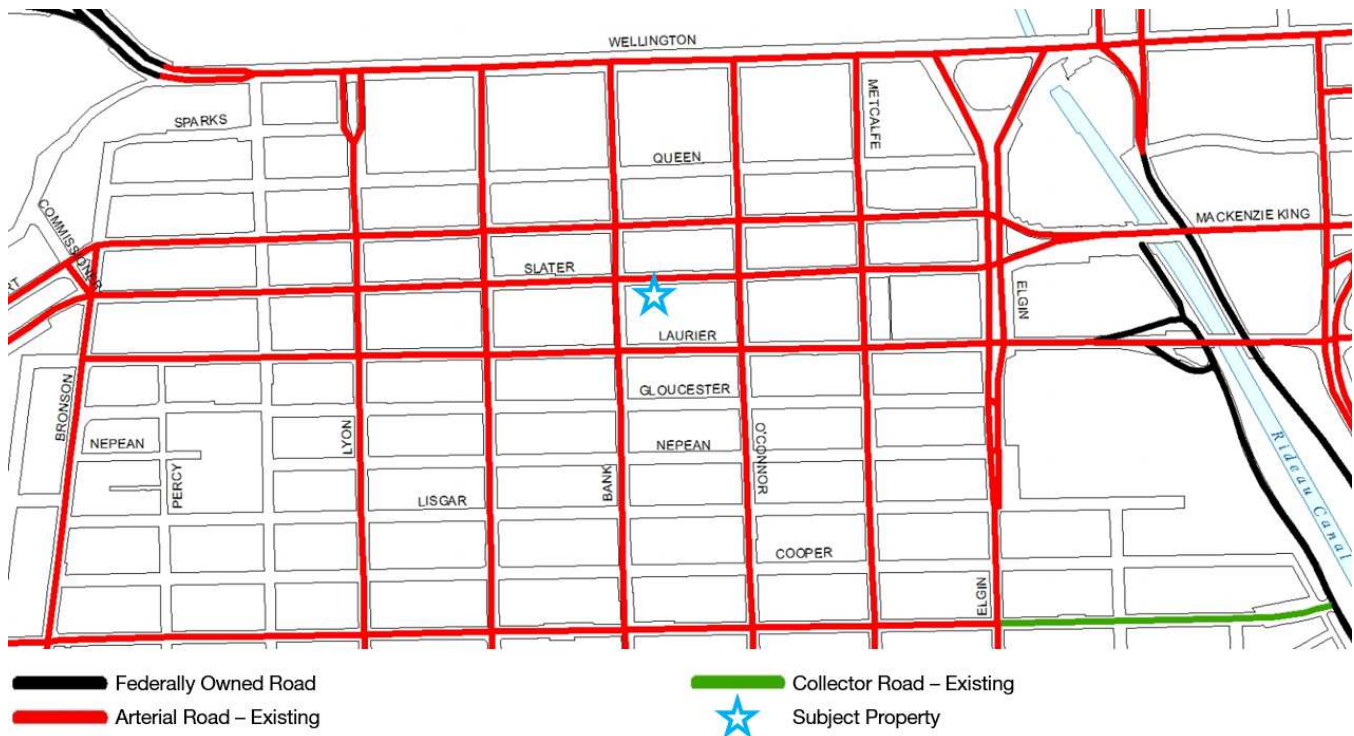 WELLINGTON
SPARKS
METCALFE
QUEEN
COMMISSIONER
MACKENZIE KING
SLATER
RT
ELGIN
LAURIER
GLOUCESTER
BRONSON
NEPEAN
LYON
NEPEAN
O'CONNOR
PERCY
BANK
LISGAR
Rideau Canal
COOPER
ELGIN
Federally Owned Road
Collector Road – Existing
Arterial Road – Existing
Subject Property